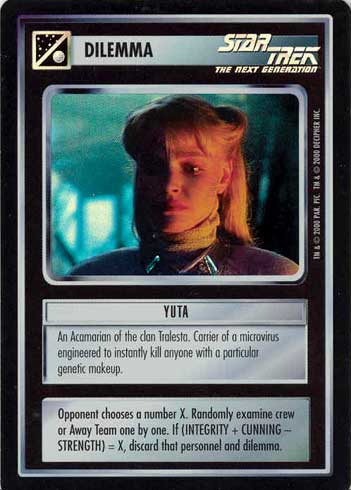 DILEMMA
STAR TREK
THE NEXT GENERATION
TM & © 2000 PAR. PIC. TM & © 2000 DECIPHER INC.
YUTA
An Acamarian of the clan Tralesta. Carrier of a microvirus
engineered to instantly kill anyone with a particular
genetic makeup.
Opponent chooses a number X. Randomly examine crew
or Away Team one by one. If (INTEGRITY + CUNNING –
STRENGTH) = X, discard that personnel and dilemma.